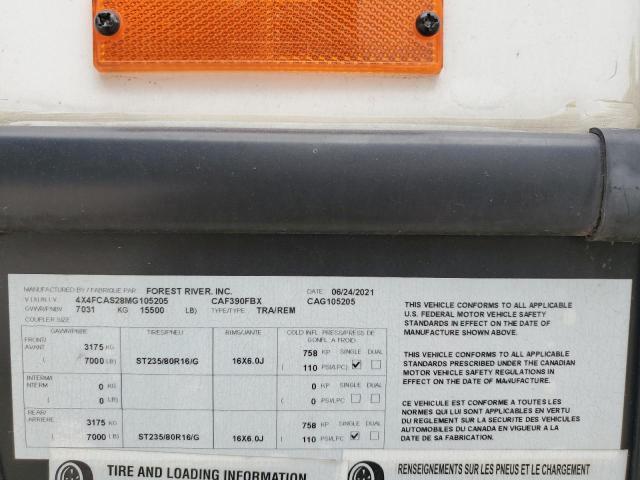 MANUFACTURED BY / FABRIQUE PAR FOREST RIVER, INC. DATE 06/24/2021
V.I.N./N.I.V. 4X4FCAS28MG105205 CAF390FBX CAG105205
GVWR/PNBV 7031 KG 15500 LB) TYPE/TYPE TRA/REM
COUPLER SIZE
GAWR/PNBE TIRES/PNEU RIMS/JANTE COLD INFL. PRESS/PRESS DE GONFL. A FROID
FRONT/ AVANT 3175 KG 758 KP SINGLE DUAL
( 7000 LB) ST235/80R16/G 16X6.0J ( 110 PSI/LPC)
INTERM/ INTERM 0 KG 0 KP SINGLE DUAL
( 0 LB) ( 0 PSI/LPC)
REAR/ ARRIERE 3175 KG 758 KP SINGLE DUAL
( 7000 LB) ST235/80R16/G 16X6.0J ( 110 PSI/LPC)
THIS VEHICLE CONFORMS TO ALL APPLICABLE
U.S. FEDERAL MOTOR VEHICLE SAFETY
STANDARDS IN EFFECT ON THE DATE OF
MANUFACTURE
THIS VEHICLE CONFORMS TO ALL APPLICABLE
STANDARDS PRESCRIBED UNDER THE CANADIAN
MOTOR VEHICLE SAFETY REGULATIONS IN
EFFECT ON THE DATE OF MANUFACTURE.
CE VEHICULE EST CONFORME A TOUTES LES
NORMES QUI LUI SONT APPLICABLES EN VERTU
DU REGLEMENT SUR LA SECURITE DES VEHICULES
AUTOMOBILES DU CANADA EN VIGUEUR A LA DATE
DE SA FABRICATION.
TIRE AND LOADING INFORMATION
RENSEIGNEMENTS SUR LES PNEUS ET LE CHARGEMENT